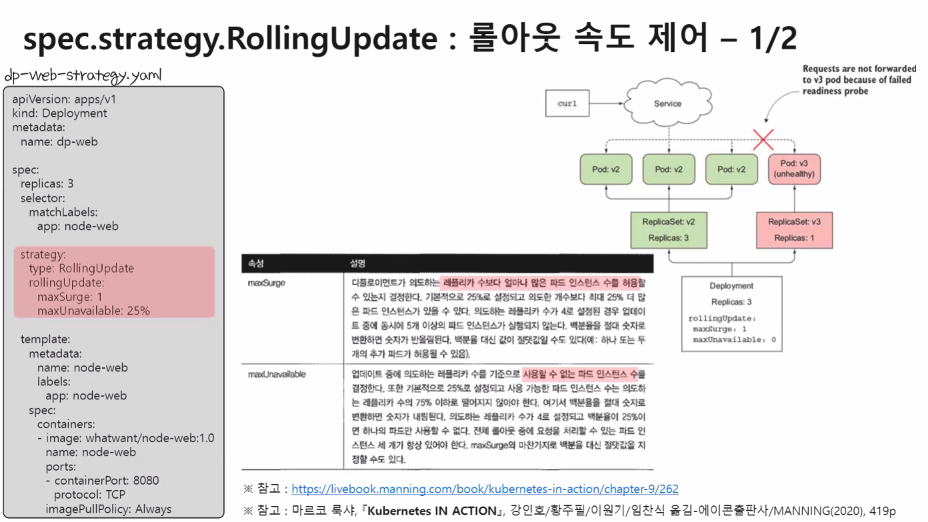 spec.strategy.RollingUpdate : 롤아웃 속도 제어 – 1/2
dp-web-strategy.yaml
apiVersion: apps/v1
kind: Deployment
metadata:
name: dp-web
spec:
replicas: 3
selector:
matchLabels:
app: node-web
strategy:
type: RollingUpdate
rollingUpdate:
maxSurge: 1
maxUnavailable: 25%
template:
metadata:
name: node-web
labels:
app: node-web
spec:
containers:
- image: whatwant/node-web:1.0
name: node-web
ports:
- containerPort: 8080
protocol: TCP
imagePullPolicy: Always
Requests are not forwarded
to v3 pod because of failed
readiness probe
curl
Service
Pod: v2
Pod: v2
Pod: v2
Pod: v3
(unhealthy)
ReplicaSet: v2
Replicas: 3
ReplicaSet: v3
Replicas: 1
Deployment
Replicas: 3
rollingUpdate:
maxSurge: 1
maxUnavailable: 0
속성
설명
maxSurge
디플로이먼트가 의도하는 레플리카 수보다 얼마나 많은 파드 인스턴스 수를 허용할
수 있는지 결정한다. 기본적으로 25%로 설정되고 의도한 개수보다 최대 25% 더 많
은 파드 인스턴스가 있을 수 있다. 의도하는 레플리카 수가 4로 설정된 경우 업데이
트 중에 동시에 5개 이상의 파드 인스턴스가 실행되지 않는다. 백분율을 절대 숫자로
변환하면 숫자가 반올림된다. 백분율 대신 값이 절댓값일 수도 있다(예: 하나 또는 두
개의 추가 파드가 허용될 수 있음).
maxUnavailable
업데이트 중에 의도하는 레플리카 수를 기준으로 사용할 수 없는 파드 인스턴스 수를
결정한다. 또한 기본적으로 25%로 설정되고 사용 가능한 파드 인스턴스 수는 의도하
는 레플리카 수의 75% 이하로 떨어지지 않아야 한다. 여기서 백분율을 절대 숫자로
변환하면 숫자가 내림된다. 의도하는 레플리카 수가 4로 설정되고 백분율이 25%이
면 하나의 파드만 사용할 수 없다. 전체 롤아웃 중에 요청을 처리할 수 있는 파드 인
스턴스 세 개가 항상 있어야 한다. maxSurge와 마찬가지로 백분율 대신 절댓값을 지
정할 수도 있다.
※ 참고 : https://livebook.manning.com/book/kubernetes-in-action/chapter-9/262
※ 참고 : 마르코 룩샤, 『Kubernetes IN ACTION』, 강인호/황주필/이원기/임찬식 옮김-에이콘출판사/MANNING(2020), 419p